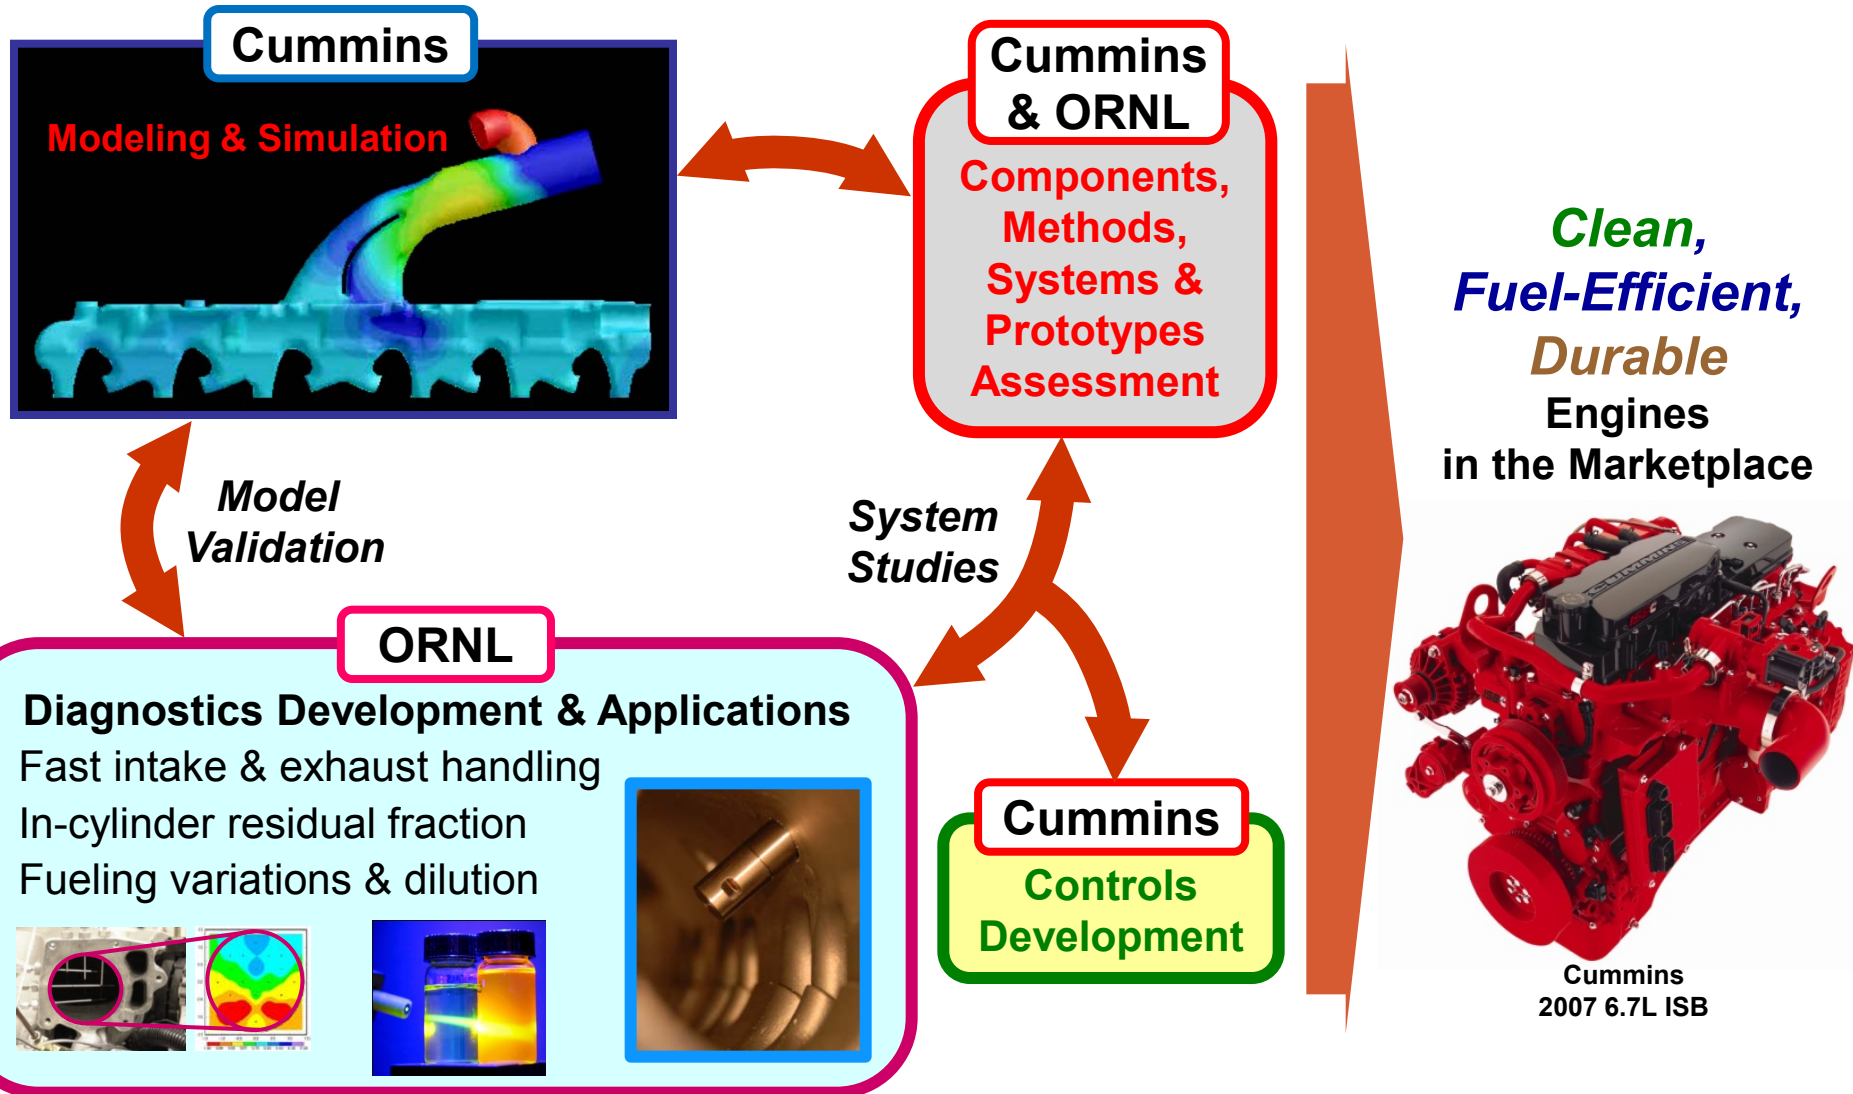 Cummins
Modeling & Simulation
Cummins
& ORNL
Components,
Methods,
Systems &
Prototypes
Assessment
Clean,
Fuel-Efficient,
Durable
Engines
in the Marketplace
Model
Validation
System
Studies
ORNL
Diagnostics Development & Applications
Fast intake & exhaust handling
In-cylinder residual fraction
Fueling variations & dilution
Cummins
Controls
Development
CUMMINS
Cummins
2007 6.7L ISB